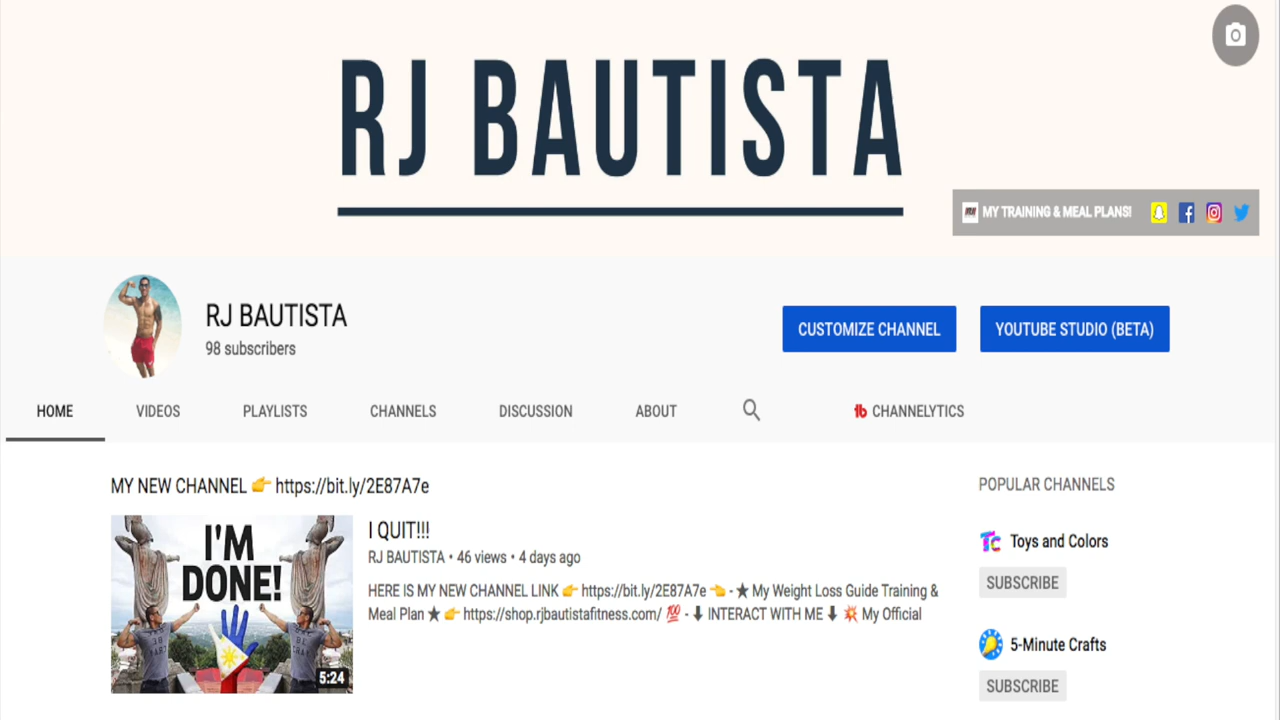 RJ BAUTISTA
MY TRAINING & MEAL PLANS!
RJ BAUTISTA
98 subscribers
CUSTOMIZE CHANNEL
YOUTUBE STUDIO (BETA)
HOME VIDEOS PLAYLISTS CHANNELS DISCUSSION ABOUT CHANNELYTICS
MY NEW CHANNEL 👉 https://bit.ly/2E87A7e
I'M
DONE!
5:24
I QUIT!!!
RJ BAUTISTA • 46 views • 4 days ago
HERE IS MY NEW CHANNEL LINK 👉 https://bit.ly/2E87A7e 👈 - ★ My Weight Loss Guide Training &
Meal Plan ★ 👉 https://shop.rjbautistafitness.com/ 💯 - ⬇ INTERACT WITH ME ⬇ 💥 My Official
POPULAR CHANNELS
Toys and Colors
SUBSCRIBE
5-Minute Crafts
SUBSCRIBE